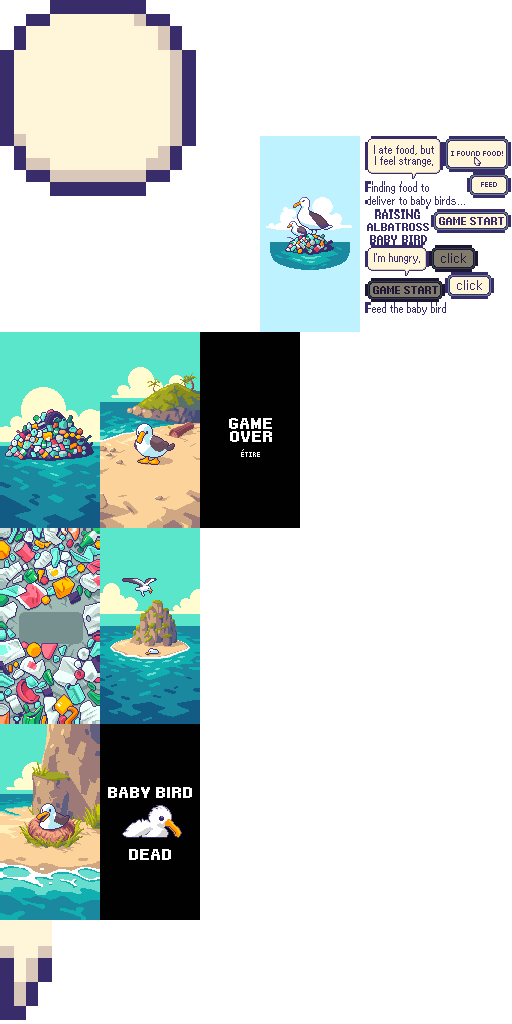 I ate food, but
I feel strange.
I FOUND FOOD!
Finding food to
deliver to baby birds...
FEED
RAISING
ALBATROSS
BABY BIRD
GAME START
I'm hungry.
click
GAME START
click
Feed the baby bird
GAME
OVER
ÉTIRE
BABY BIRD
DEAD